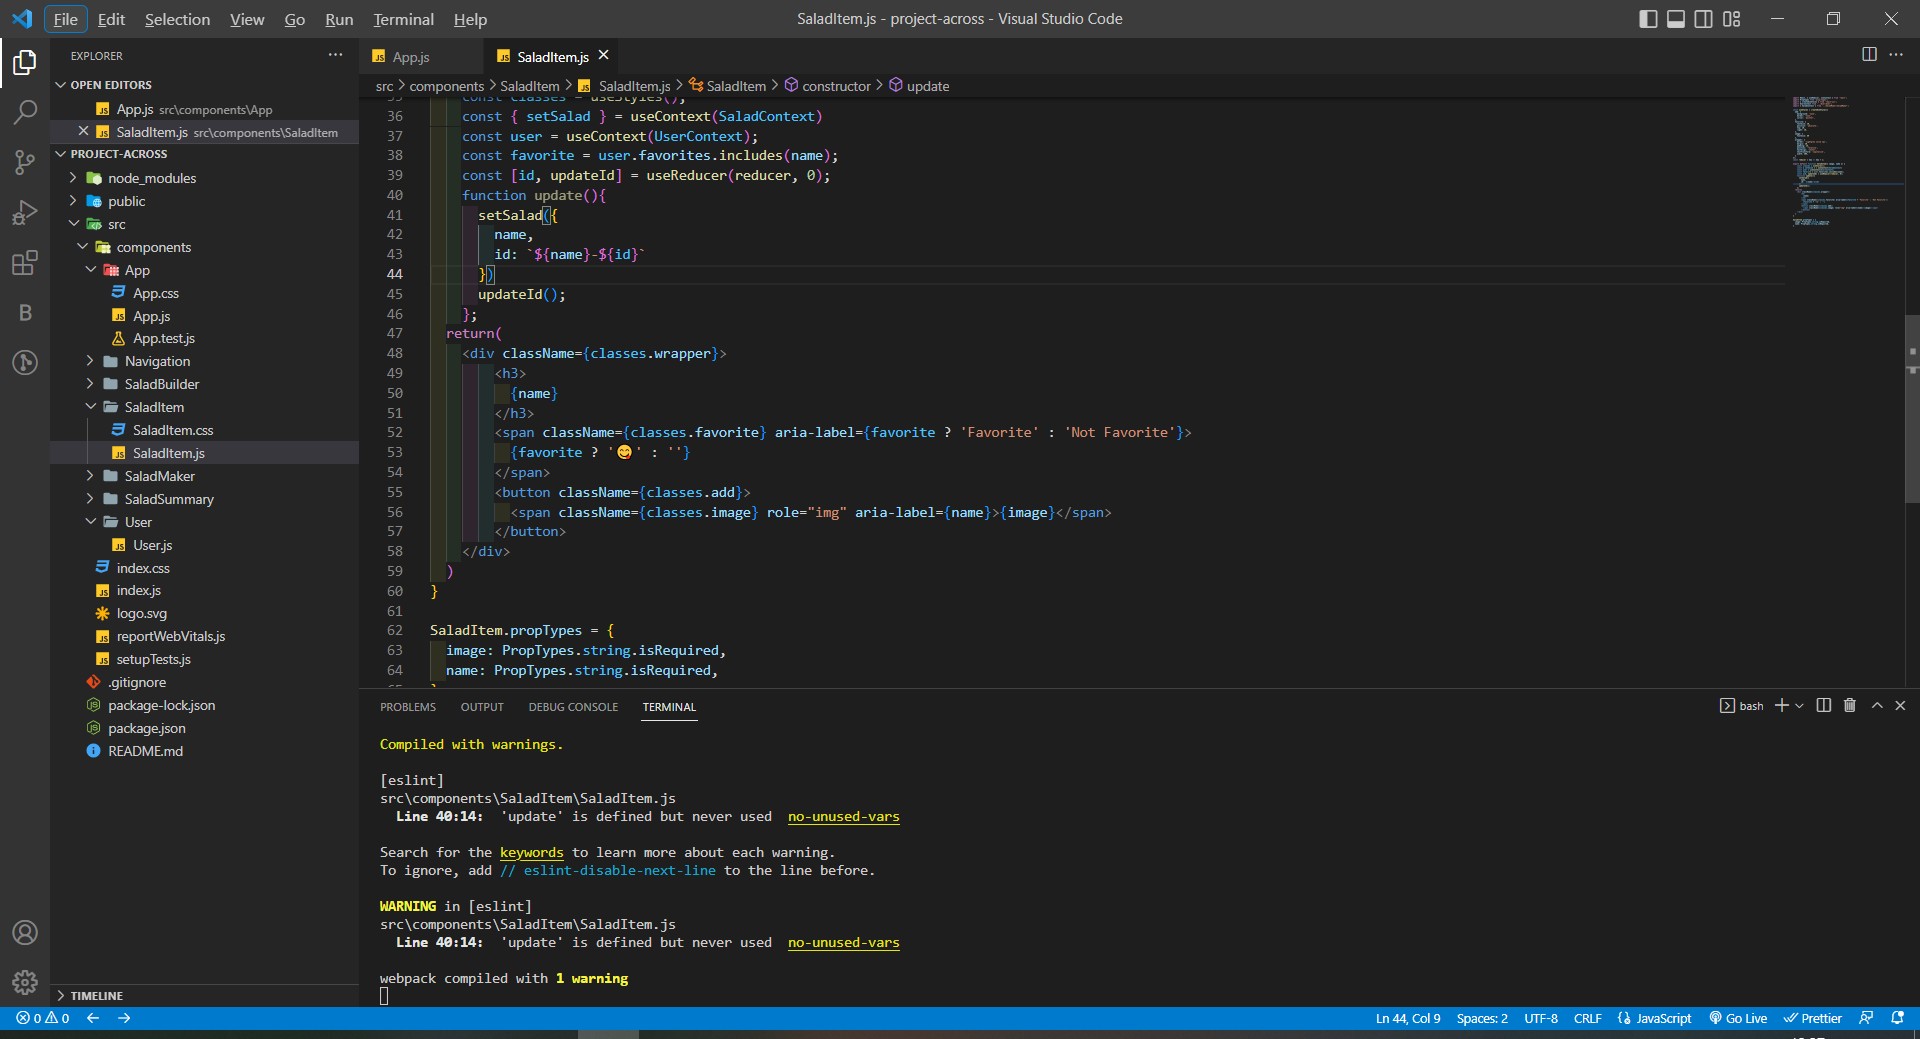 File Edit Selection View Go Run Terminal Help
SaladItem.js - project-across - Visual Studio Code
EXPLORER
OPEN EDITORS
App.js src\components\App
SaladItem.js src\components\SaladItem
PROJECT-ACROSS
node_modules
public
src
components
App
App.css
App.js
App.test.js
Navigation
SaladBuilder
SaladItem
SaladItem.css
SaladItem.js
SaladMaker
SaladSummary
User
User.js
index.css
index.js
logo.svg
reportWebVitals.js
setupTests.js
.gitignore
package-lock.json
package.json
README.md
TIMELINE
App.js
SaladItem.js
src > components > SaladItem > SaladItem.js > SaladItem > constructor > update
35 const classes = useStyles();
36 const { setSalad } = useContext(SaladContext)
37 const user = useContext(UserContext);
38 const favorite = user.favorites.includes(name);
39 const [id, updateId] = useReducer(reducer, 0);
40 function update(){
41 setSalad({
42 name,
43 id: `${name}-${id}`
44 })
45 updateId();
46 };
47 return(
48 <div className={classes.wrapper}>
49 <h3>
50 {name}
51 </h3>
52 <span className={classes.favorite} aria-label={favorite ? 'Favorite' : 'Not Favorite'}>
53 {favorite ? '😋' : ''}
54 </span>
55 <button className={classes.add}>
56 <span className={classes.image} role="img" aria-label={name}>{image}</span>
57 </button>
58 </div>
59 )
60 }
61
62 SaladItem.propTypes = {
63 image: PropTypes.string.isRequired,
64 name: PropTypes.string.isRequired,
PROBLEMS OUTPUT DEBUG CONSOLE TERMINAL
bash
Compiled with warnings.
[eslint]
src\components\SaladItem\SaladItem.js
Line 40:14: 'update' is defined but never used no-unused-vars
Search for the keywords to learn more about each warning.
To ignore, add // eslint-disable-next-line to the line before.
WARNING in [eslint]
src\components\SaladItem\SaladItem.js
Line 40:14: 'update' is defined but never used no-unused-vars
webpack compiled with 1 warning
0 0
Ln 44, Col 9 Spaces: 2 UTF-8 CRLF JavaScript Go Live Prettier